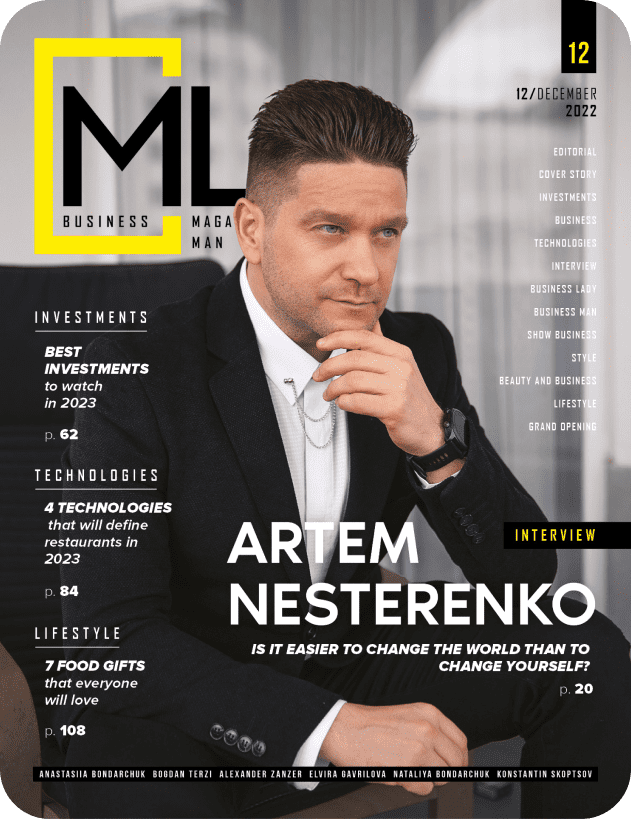 12
12/DECEMBER
2022
ML
BUSINESS
MAGA
MAN
EDITORIAL
COVER STORY
INVESTMENTS
BUSINESS
TECHNOLOGIES
INTERVIEW
BUSINESS LADY
BUSINESS MAN
SHOW BUSINESS
STYLE
BEAUTY AND BUSINESS
LIFESTYLE
GRAND OPENING
INVESTMENTS
BEST
INVESTMENTS
to watch
in 2023
p. 62
TECHNOLOGIES
4 TECHNOLOGIES
that will define
restaurants in
2023
p. 84
LIFESTYLE
7 FOOD GIFTS
that everyone
will love
p. 108
INTERVIEW
ARTEM
NESTERENKO
IS IT EASIER TO CHANGE THE WORLD THAN TO
CHANGE YOURSELF?
p. 20
ANASTASIIA BONDARCHUK BOGDAN TERZI ALEXANDER ZANZER ELVIRA GAVRILOVA NATALIYA BONDARCHUK KONSTANTIN SKOPTSOV